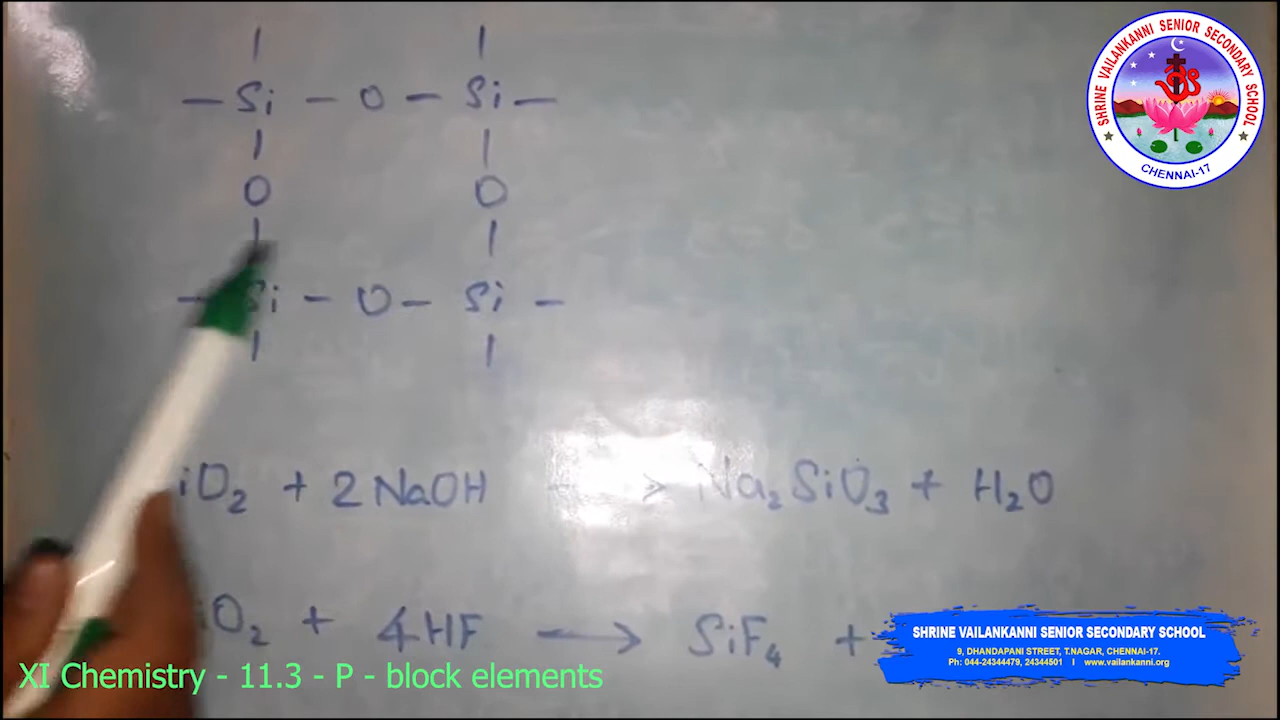 — Si — O — Si —
O O
— Si — O — Si —
iO₂ + 2NaOH → Na₂SiO₃ + H₂O
iO₂ + 4HF → SiF₄ +
XI Chemistry - 11.3 - P - block elements
SHRINE VAILANKANNI SENIOR SECONDARY SCHOOL
CHENNAI-17
SHRINE VAILANKANNI SENIOR SECONDARY SCHOOL
9, DHANDAPANI STREET, T.NAGAR, CHENNAI-17.
Ph: 044-24344479, 24344501 I www.vailankanni.org